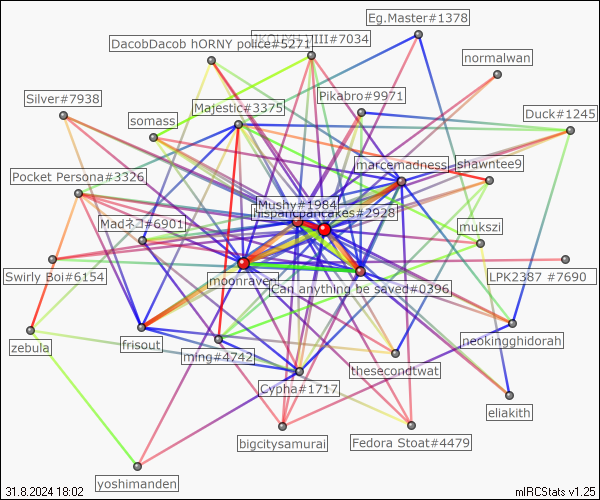 Eg.Master#1378
DacobDacob hORNY police#5271
VIII#7034
normalwan
Silver#7938
Pikabro#9971
Majestic#3375
Duck#1245
somass
marcemadness
shawntee9
Pocket Persona#3326
Mushy#1984
hispanicpancakes#2928
Madネコ#6901
mukszi
Swirly Boi#6154
moonraven
LPK2387 #7690
Can anything be saved#0396
zebula
frisout
ming#4742
neokingghidorah
thesecondtwat
Cypha#1717
eliakith
bigcitysamurai
Fedora Stoat#4479
yoshimanden
31.8.2024 18:02
mIRCStats v1.25